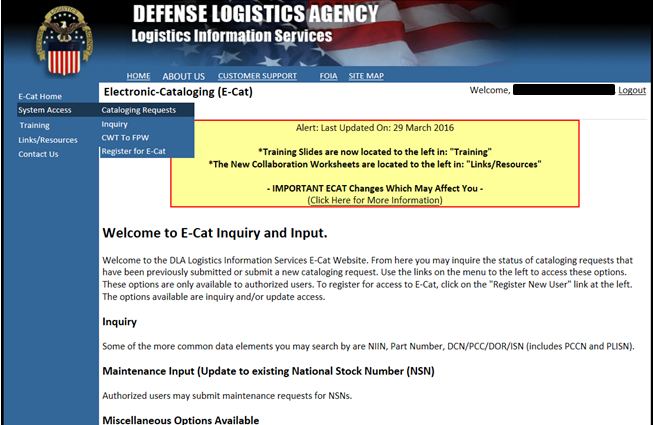 DEFENSE LOGISTICS AGENCY
Logistics Information Services
HOME ABOUT US CUSTOMER SUPPORT FOIA SITE MAP
E-Cat Home
System Access
Training
Links/Resources
Contact Us
Cataloging Requests
Inquiry
CWT To FPW
Register for E-Cat
Electronic-Cataloging (E-Cat)
Welcome, Logout
Alert: Last Updated On: 29 March 2016
*Training Slides are now located to the left in: "Training"
*The New Collaboration Worksheets are located to the left in: "Links/Resources"
- IMPORTANT ECAT Changes Which May Affect You -
(Click Here for More Information)
Welcome to E-Cat Inquiry and Input.
Welcome to the DLA Logistics Information Services E-Cat Website. From here you may inquire the status of cataloging requests that
have been previously submitted or submit a new cataloging request. Use the links on the menu to the left to access these options.
These options are only available to authorized users. To register for access to E-Cat, click on the "Register New User" link at the left.
The options available are inquiry and/or update access.
Inquiry
Some of the more common data elements you may search by are NIIN, Part Number, DCN/PCC/DOR/ISN (includes PCCN and PLISN).
Maintenance Input (Update to existing National Stock Number (NSN)
Authorized users may submit maintenance requests for NSNs.
Miscellaneous Options Available